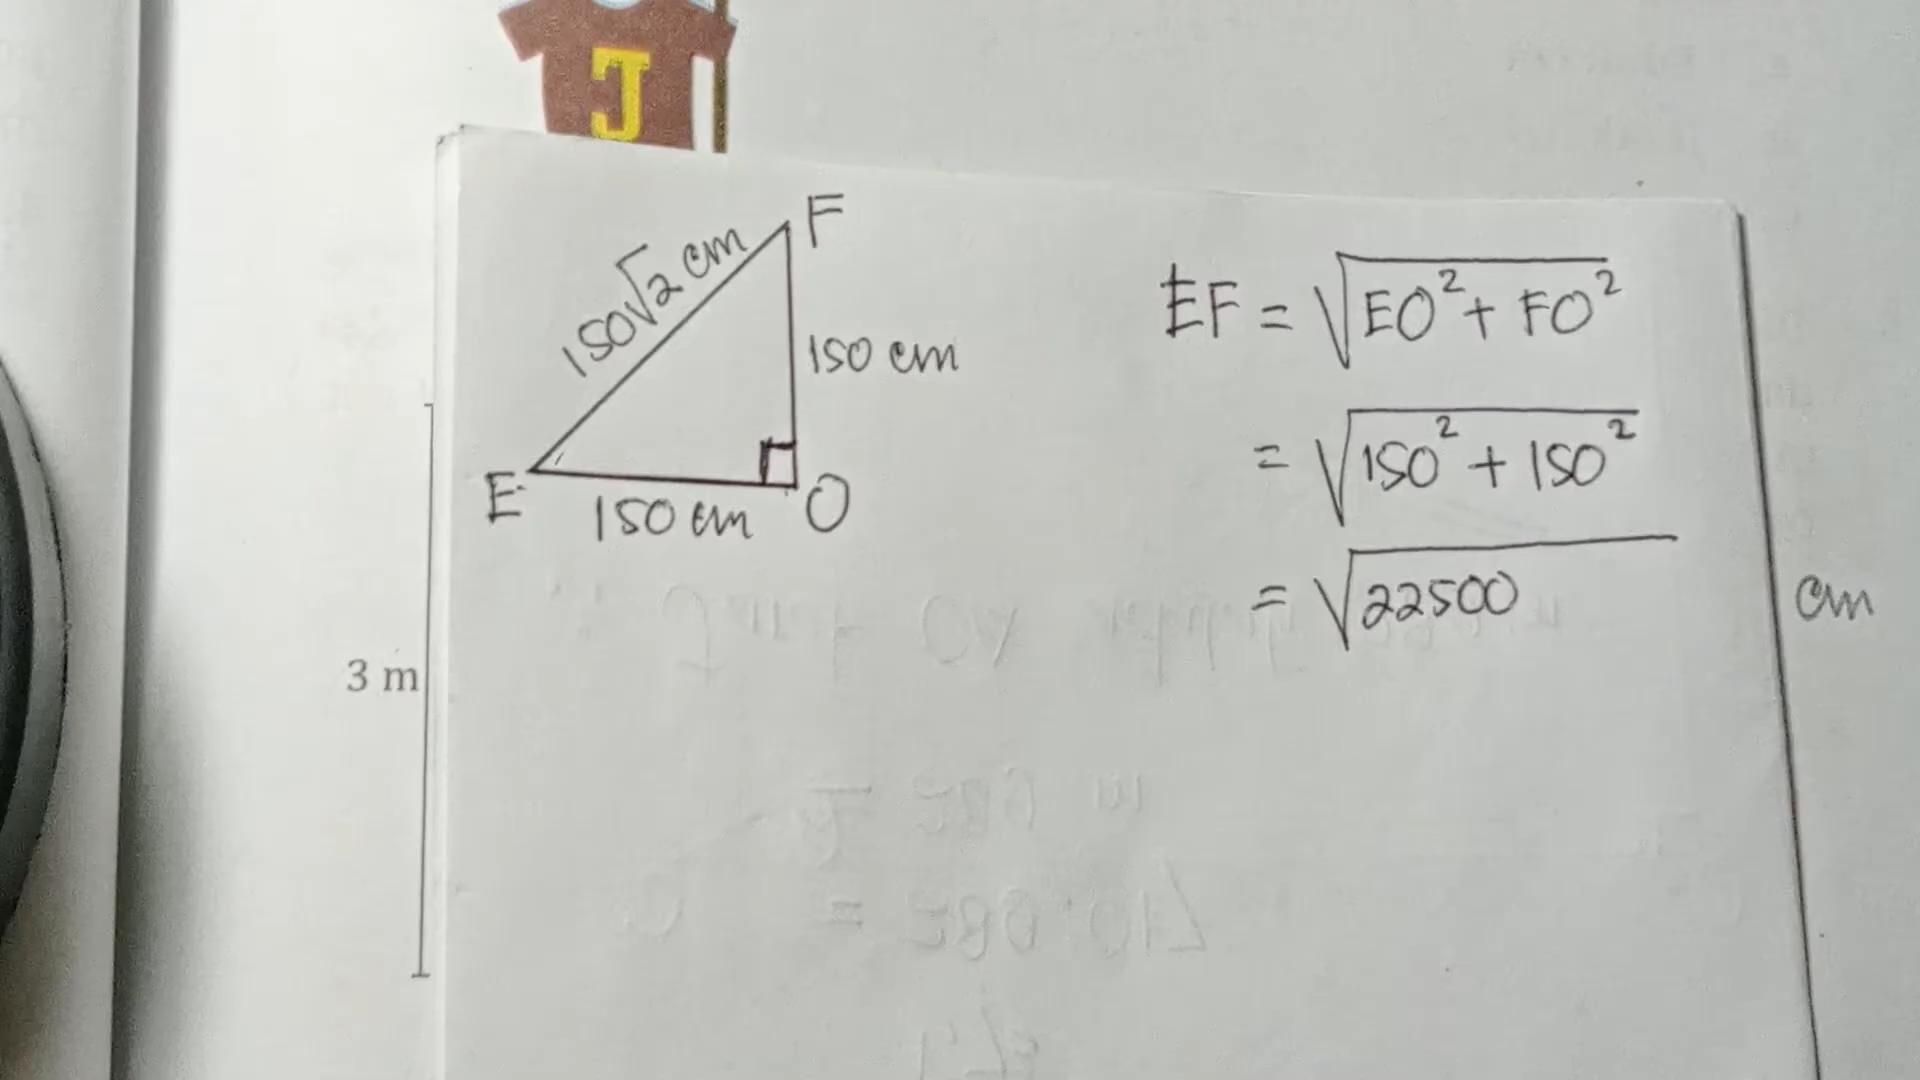 J
F
150√2 cm
150 cm
E
150 cm
O
EF = √EO² + FO²
= √150² + 150²
= √22500
cm
3 m